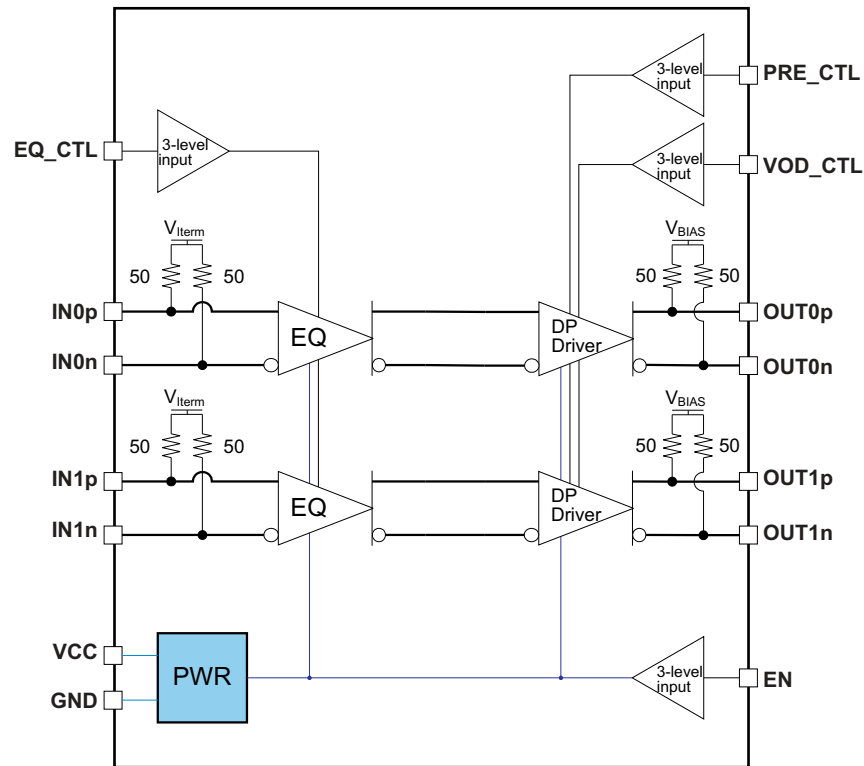 3-level
input
PRE_CTL
EQ_CTL
3-level
input
3-level
input
VOD_CTL
VIterm
50
50
VBIAS
50
50
IN0p
EQ
DP
Driver
OUT0p
IN0n
OUT0n
VIterm
50
50
VBIAS
50
50
IN1p
EQ
DP
Driver
OUT1p
IN1n
OUT1n
VCC
PWR
GND
3-level
input
EN